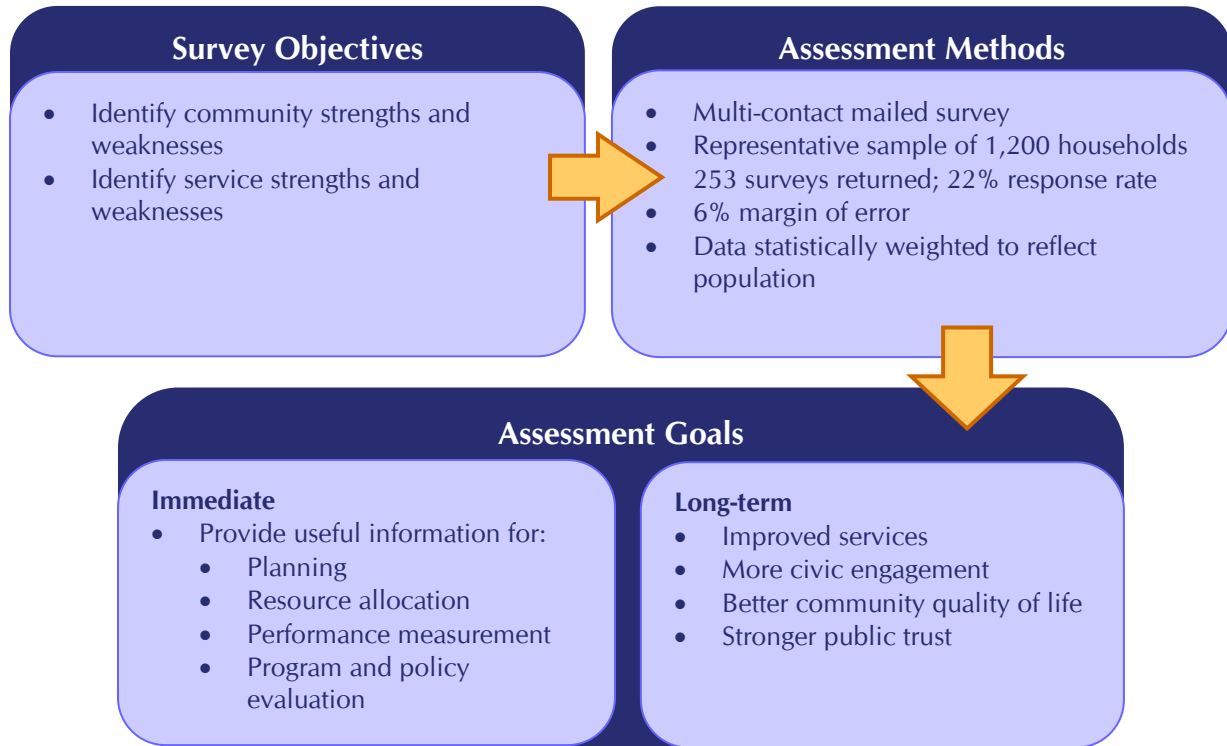 Survey Objectives
• Identify community strengths and
weaknesses
• Identify service strengths and
weaknesses
Assessment Methods
• Multi-contact mailed survey
• Representative sample of 1,200 households
253 surveys returned; 22% response rate
• 6% margin of error
• Data statistically weighted to reflect
population
Assessment Goals
Immediate
• Provide useful information for:
• Planning
• Resource allocation
• Performance measurement
• Program and policy
evaluation
Long-term
• Improved services
• More civic engagement
• Better community quality of life
• Stronger public trust